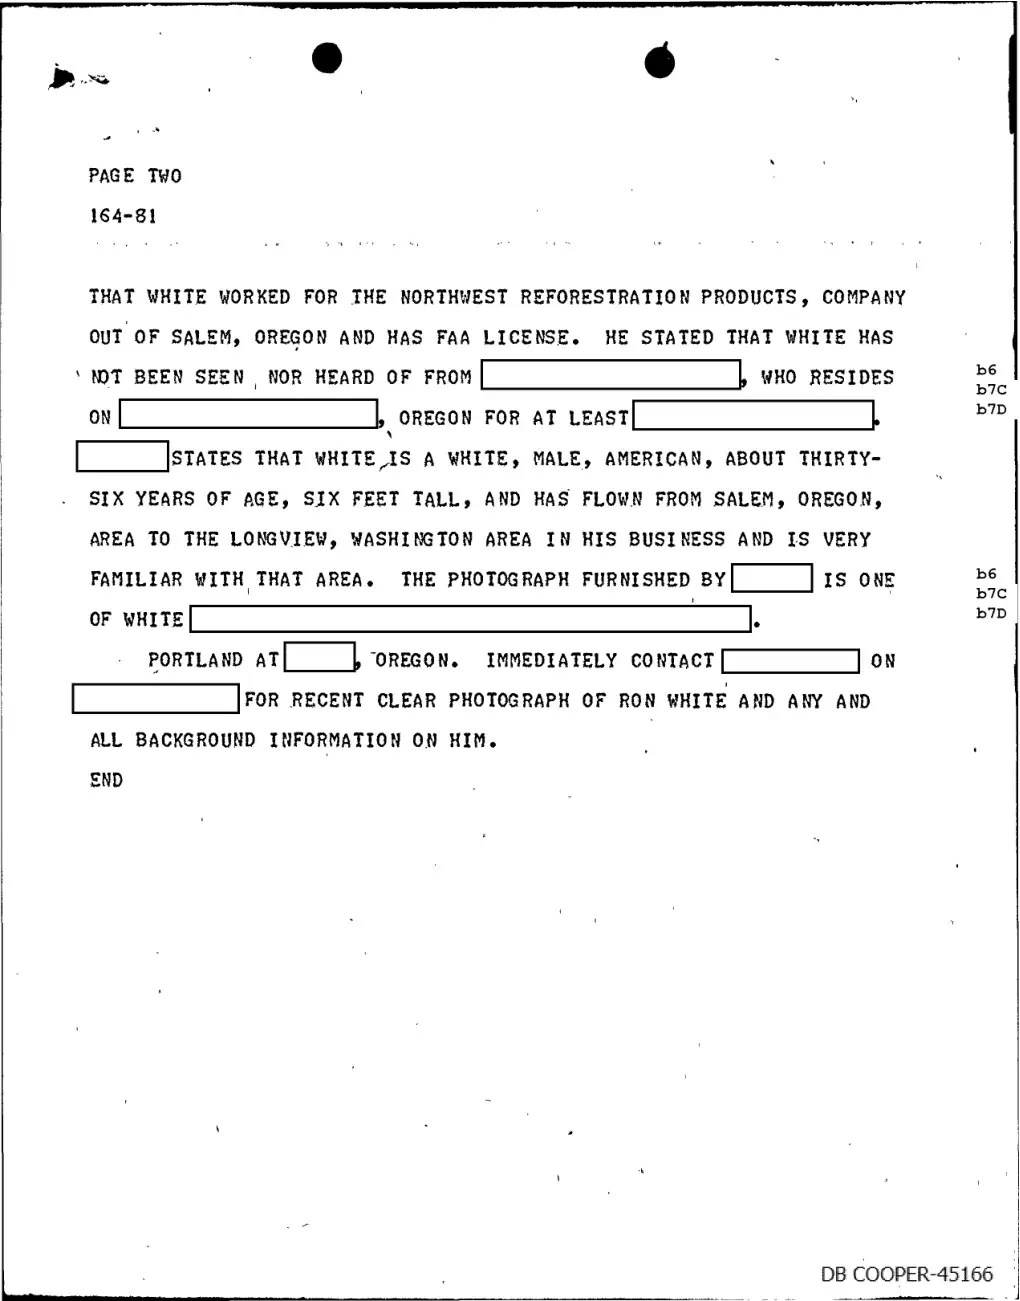 PAGE TWO
164-81
THAT WHITE WORKED FOR THE NORTHWEST REFORESTRATION PRODUCTS, COMPANY
OUT OF SALEM, OREGON AND HAS FAA LICENSE. HE STATED THAT WHITE HAS
NOT BEEN SEEN NOR HEARD OF FROM , WHO RESIDES
b6
b7C
b7D
ON , OREGON FOR AT LEAST .
STATES THAT WHITE IS A WHITE, MALE, AMERICAN, ABOUT THIRTY-
SIX YEARS OF AGE, SIX FEET TALL, AND HAS FLOWN FROM SALEM, OREGON,
AREA TO THE LONGVIEW, WASHINGTON AREA IN HIS BUSINESS AND IS VERY
FAMILIAR WITH THAT AREA. THE PHOTOGRAPH FURNISHED BY IS ONE
b6
b7C
b7D
OF WHITE .
PORTLAND AT , OREGON. IMMEDIATELY CONTACT ON
FOR RECENT CLEAR PHOTOGRAPH OF RON WHITE AND ANY AND
ALL BACKGROUND INFORMATION ON HIM.
END
DB COOPER-45166